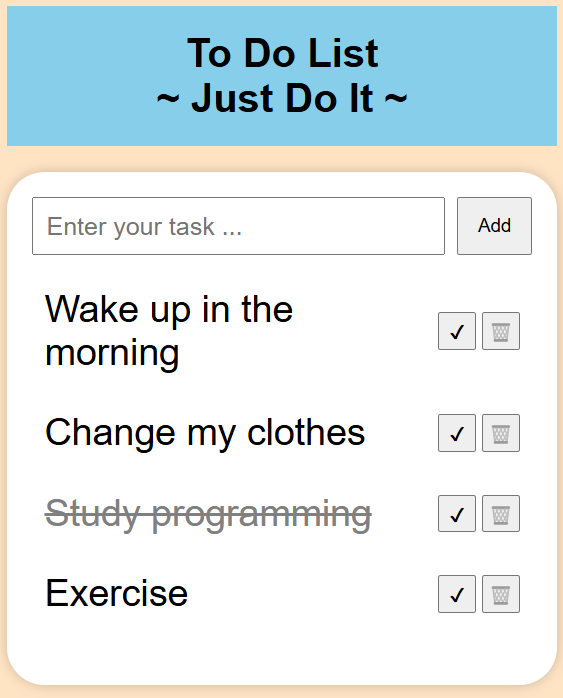 To Do List
~ Just Do It ~
Enter your task ...
Add
Wake up in the
morning
✓ 🗑
Change my clothes
✓ 🗑
Study programming
✓ 🗑
Exercise
✓ 🗑